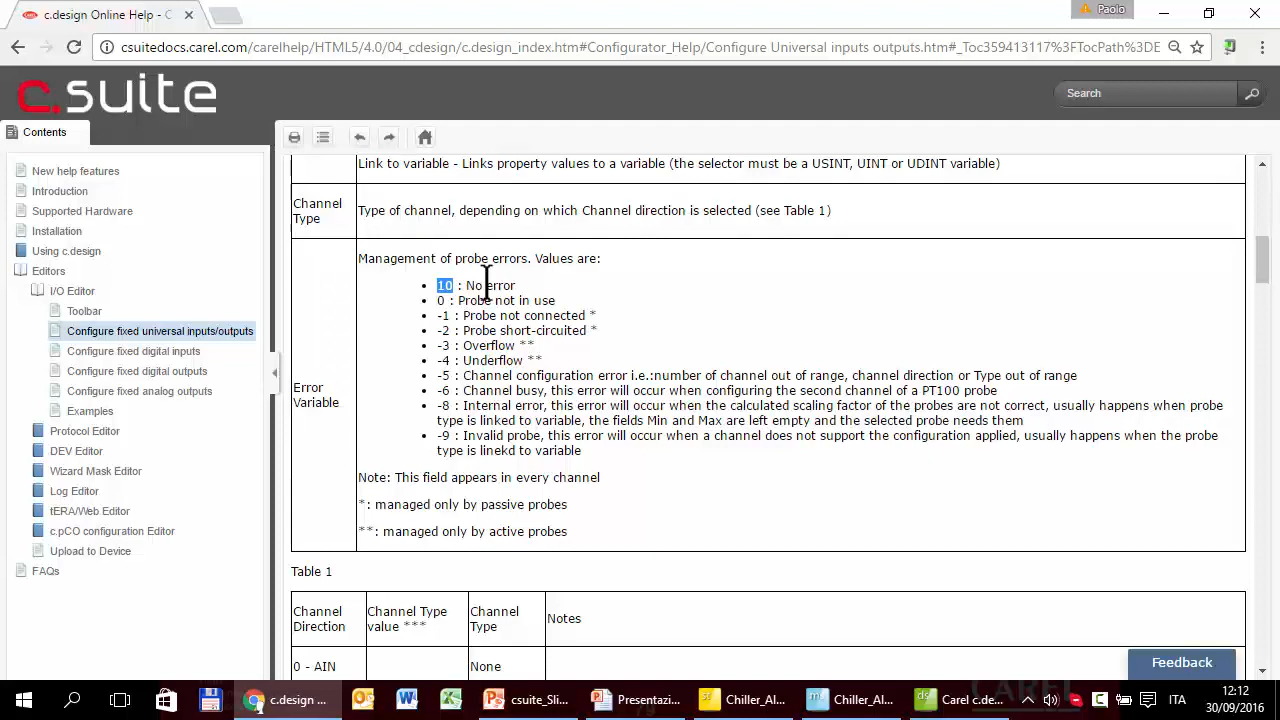 c.design Online Help - C
Paolo
csuitedocs.carel.com/carelhelp/HTML5/4.0/04_cdesign/c.design_index.htm#Configurator_Help/Configure Universal inputs outputs.htm#_Toc359413117%3FTocPath%3DE
c.suite
Search
Contents
New help features
Introduction
Supported Hardware
Installation
Using c.design
Editors
I/O Editor
Toolbar
Configure fixed universal inputs/outputs
Configure fixed digital inputs
Configure fixed digital outputs
Configure fixed analog outputs
Examples
Protocol Editor
DEV Editor
Wizard Mask Editor
Log Editor
tERA/Web Editor
c.pCO configuration Editor
Upload to Device
FAQs
Link to variable - Links property values to a variable (the selector must be a USINT, UINT or UDINT variable)
Channel
Type
Type of channel, depending on which Channel direction is selected (see Table 1)
Error
Variable
Management of probe errors. Values are:
• 10 : No error
• 0 : Probe not in use
• -1 : Probe not connected *
• -2 : Probe short-circuited *
• -3 : Overflow **
• -4 : Underflow **
• -5 : Channel configuration error i.e.:number of channel out of range, channel direction or Type out of range
• -6 : Channel busy, this error will occur when configuring the second channel of a PT100 probe
• -8 : Internal error, this error will occur when the calculated scaling factor of the probes are not correct, usually happens when probe
type is linked to variable, the fields Min and Max are left empty and the selected probe needs them
• -9 : Invalid probe, this error will occur when a channel does not support the configuration applied, usually happens when the probe
type is linekd to variable
Note: This field appears in every channel
*: managed only by passive probes
**: managed only by active probes
Table 1
Channel
Direction
Channel Type
value ***
Channel
Type
Notes
0 - AIN
None
Feedback
c.design ...
csuite_Sli...
Presentazi...
Chiller_Al...
Chiller_Al...
Carel c.de...
ITA
12:12
30/09/2016
CAREL